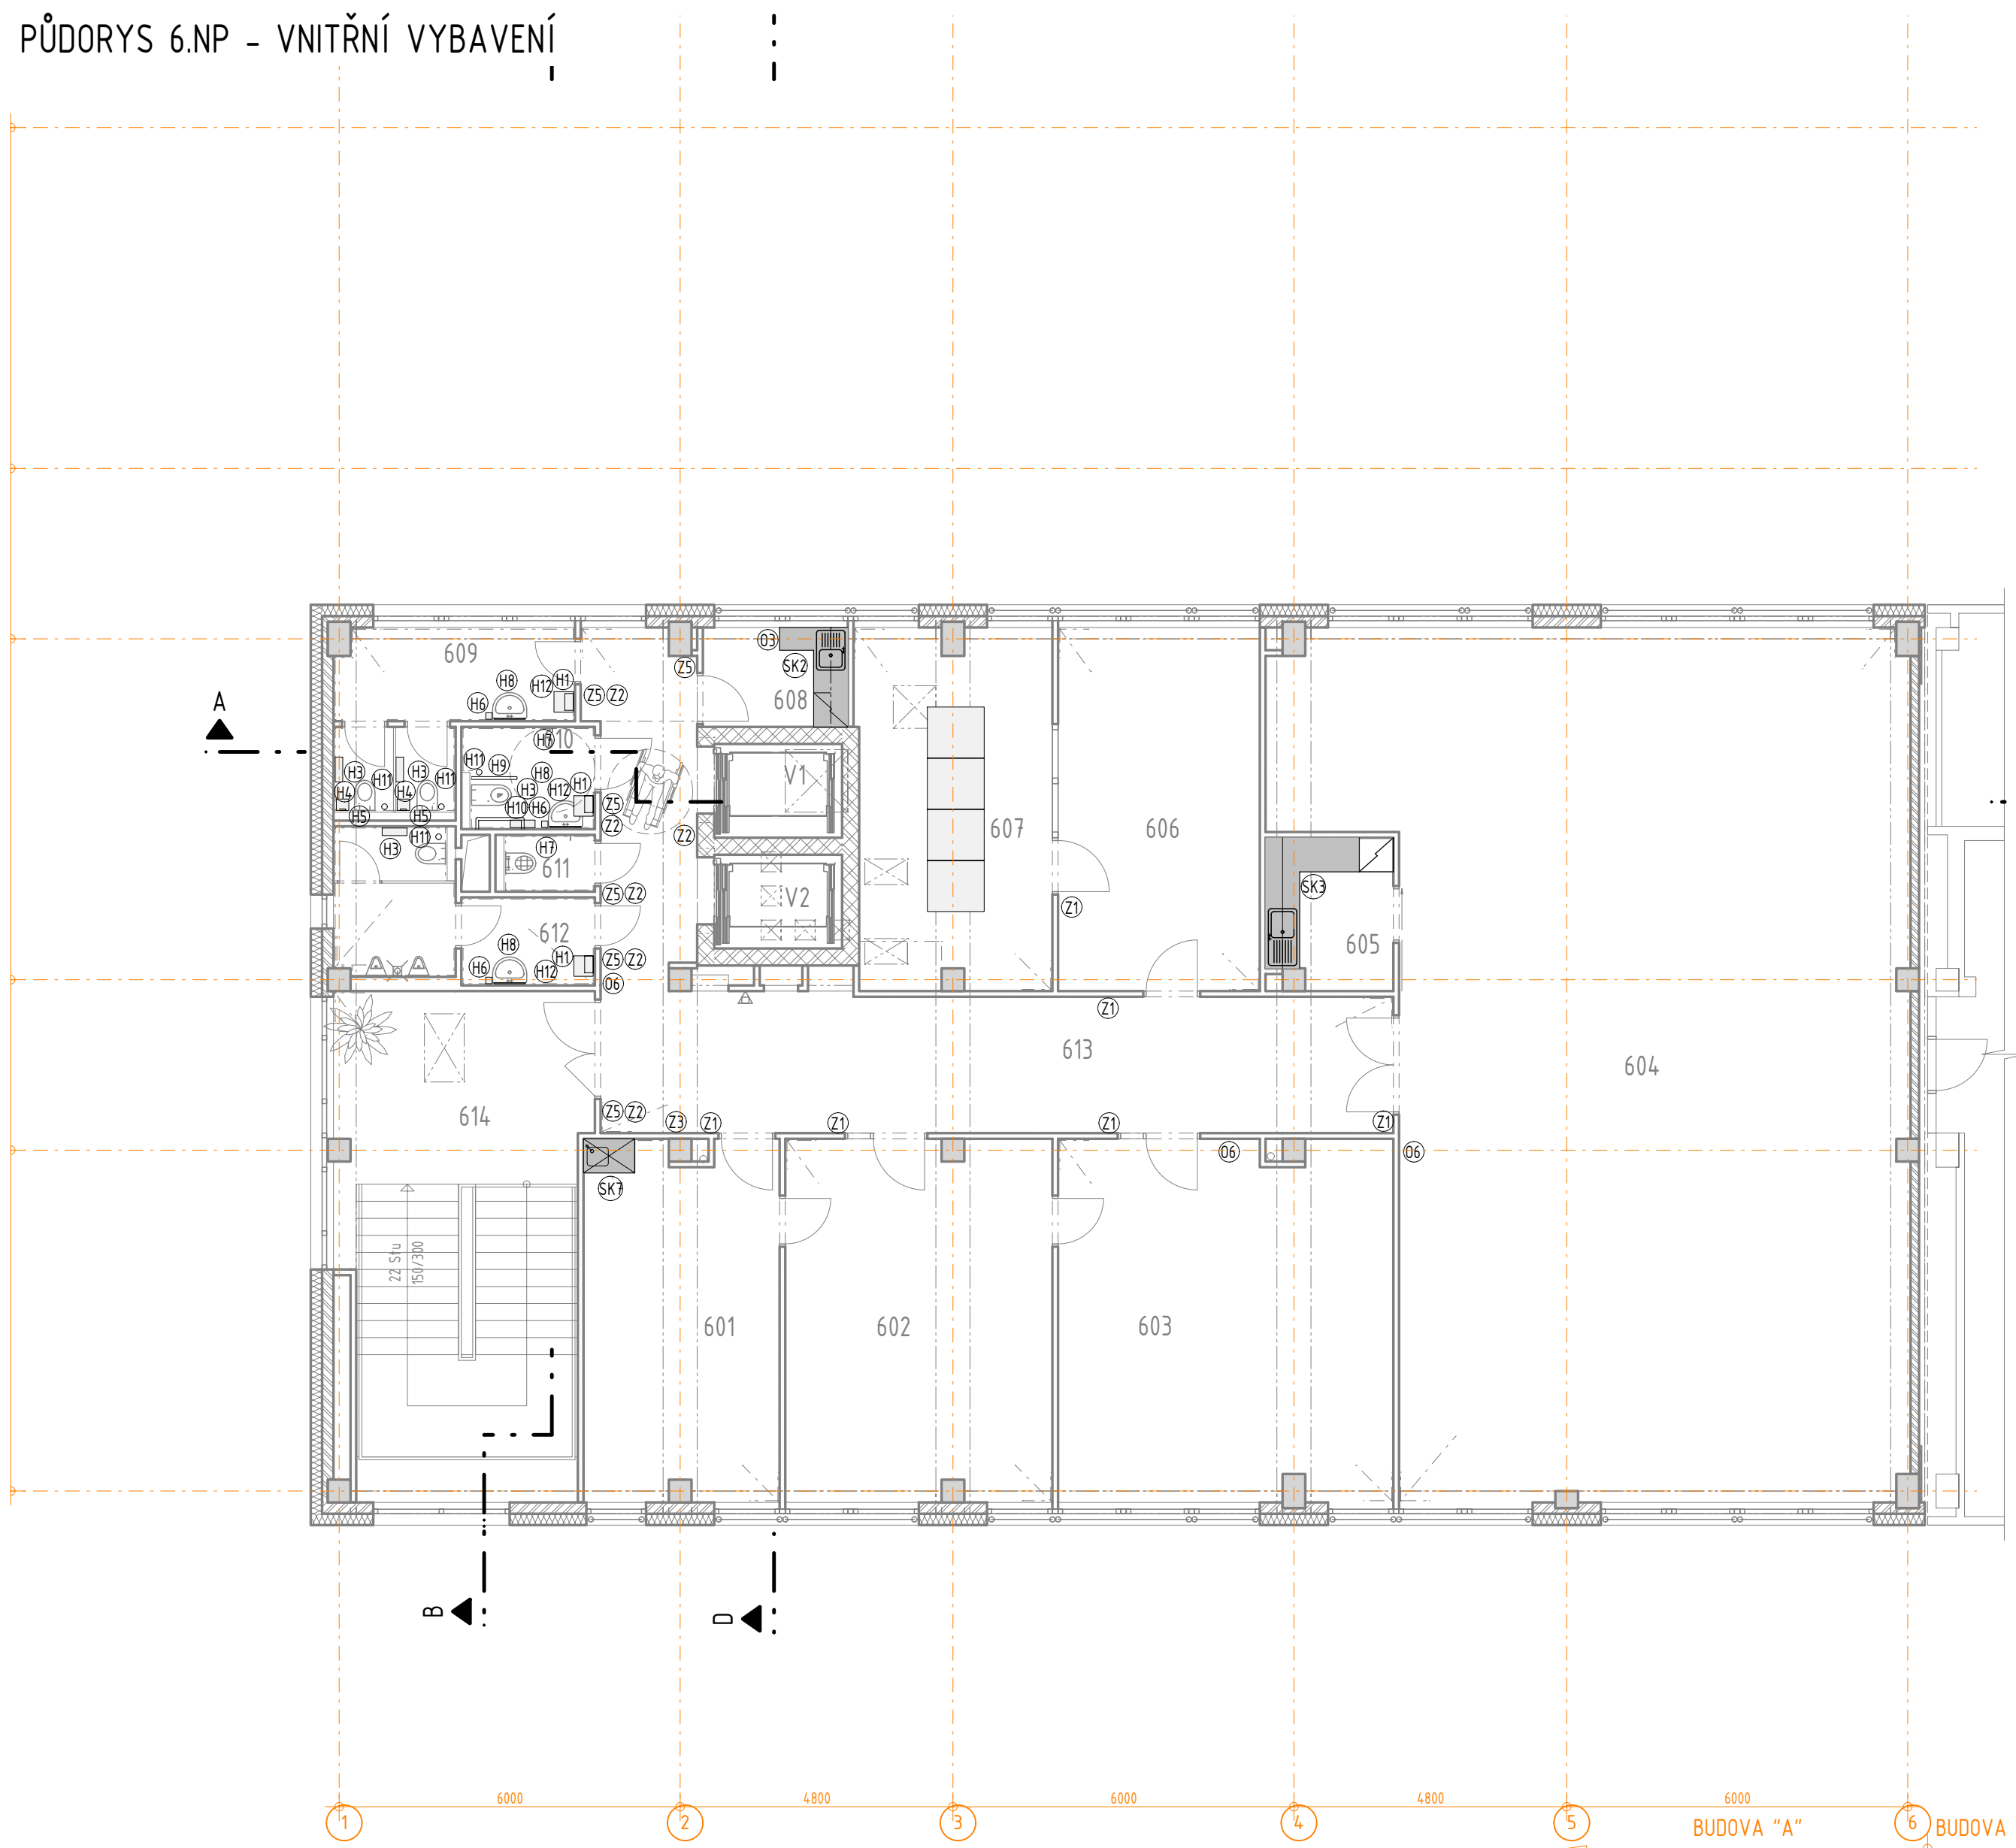 PŮDORYS 6.NP - VNITŘNÍ VYBAVENÍ
A
609
H8
H12
H1
H6
Z5
Z2
Z5
O3
SK2
608
H3
H11
H3
H11
H4
H4
H5
H5
H11
H9
H7
610
H8
H3
H12
H1
H10
H6
Z5
Z2
Z2
V1
607
606
H3
H11
H7
611
Z5
Z2
V2
Z1
SK3
605
612
H8
H6
H12
H1
Z5
Z2
O6
Z1
613
604
614
Z5
Z2
Z3
Z1
Z1
Z1
Z1
O6
O6
SK7
22 Stu
150/300
601
602
603
B
D
6000
4800
6000
4800
6000
1
2
3
4
5
6
BUDOVA "A"
BUDOVA